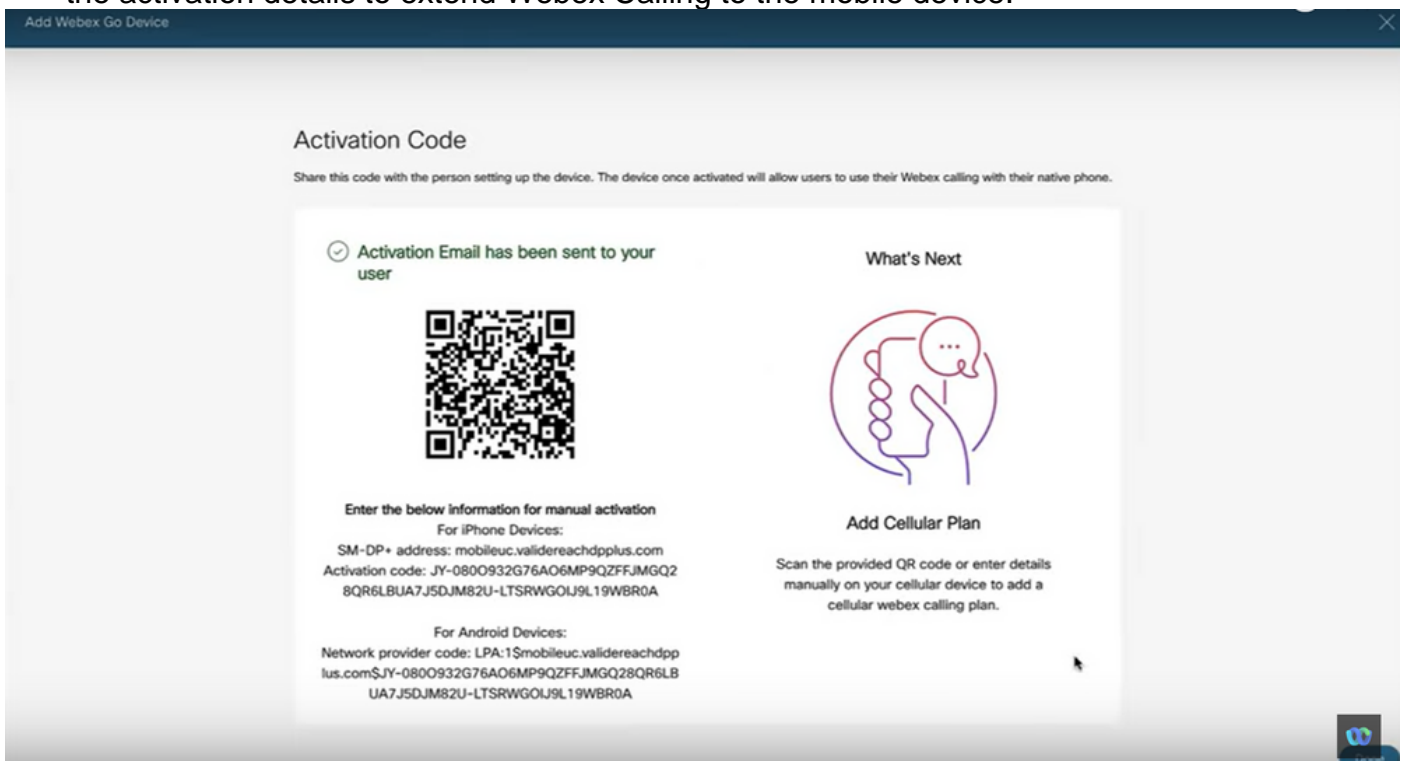 the activation details to extend Webex Calling to the mobile device.
Add Webex Go Device
Activation Code
Share this code with the person setting up the device. The device once activated will allow users to use their Webex calling with their native phone.
Activation Email has been sent to your
user
Enter the below information for manual activation
For iPhone Devices:
SM-DP+ address: mobileuc.validereachdpplus.com
Activation code: JY-080O932G76AO6MP9QZFFJMGQ2
8QR6LBUA7J5DJM82U-LTSRWGOIJ9L19WBR0A
For Android Devices:
Network provider code: LPA:1$mobileuc.validereachdpp
lus.com$JY-080O932G76AO6MP9QZFFJMGQ28QR6LB
UA7J5DJM82U-LTSRWGOIJ9L19WBR0A
What's Next
Add Cellular Plan
Scan the provided QR code or enter details
manually on your cellular device to add a
cellular webex calling plan.